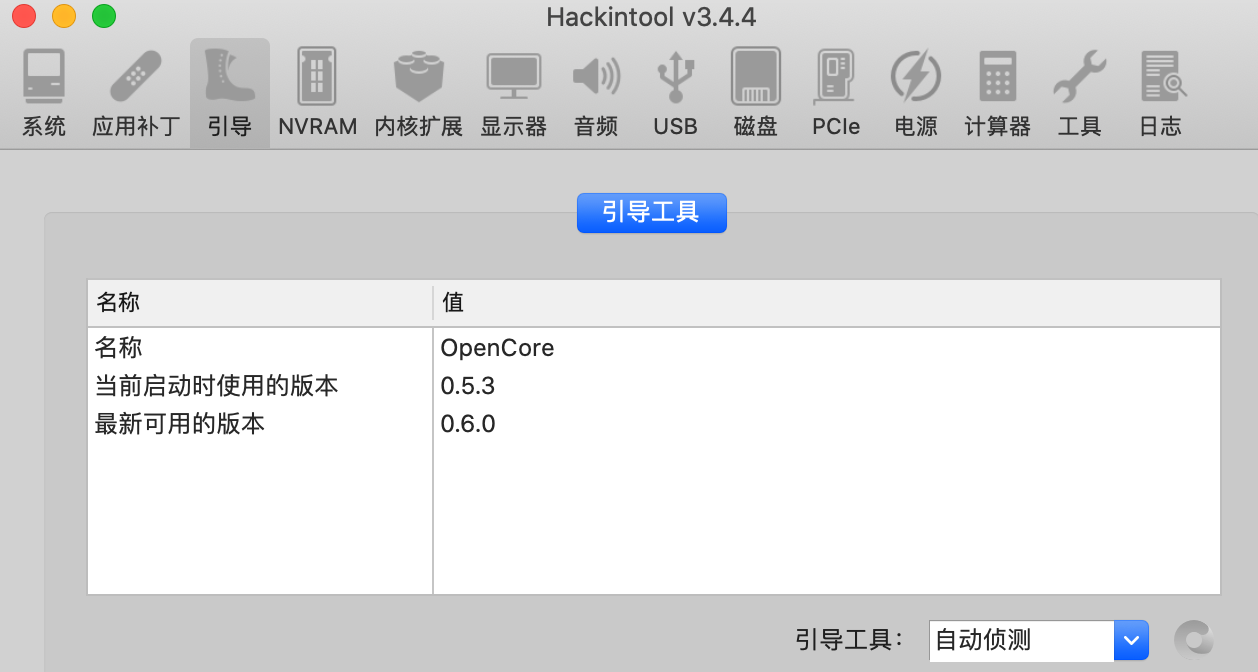 Hackintool v3.4.4
系统 应用补丁 引导 NVRAM 内核扩展 显示器 音频 USB 磁盘 PCIe 电源 计算器 工具 日志
引导工具
名称 值
名称 OpenCore
当前启动时使用的版本 0.5.3
最新可用的版本 0.6.0
引导工具： 自动侦测